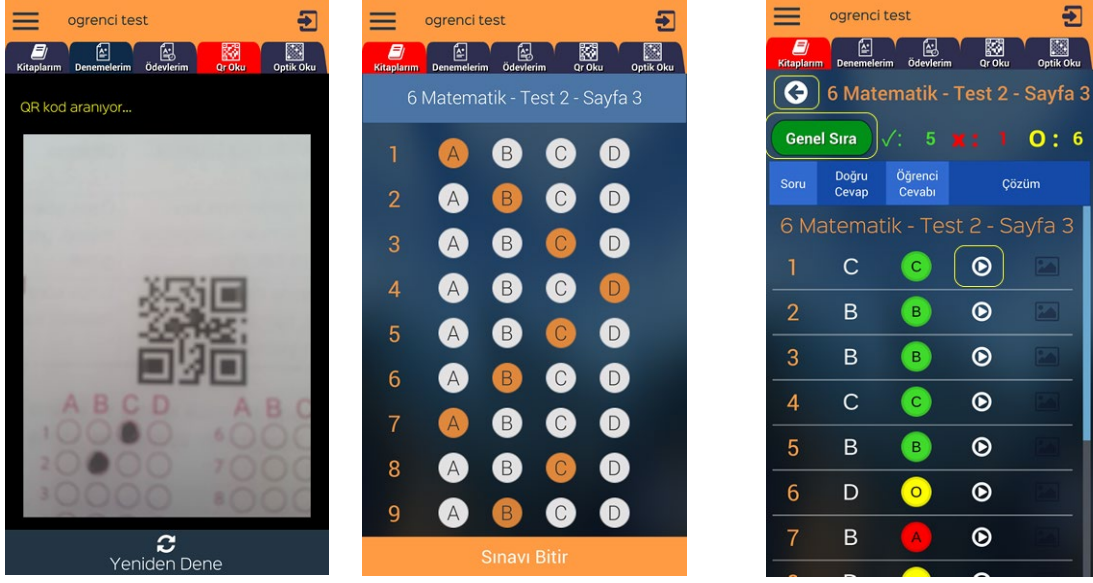 ogrenci test
Kitaplarım Denemelerim Ödevlerim Qr Oku Optik Oku
QR kod aranıyor...
A B C D A B C
1 6
2 7
3 8
Yeniden Dene
ogrenci test
Kitaplarım Denemelerim Ödevlerim Qr Oku Optik Oku
6 Matematik - Test 2 - Sayfa 3
1 A B C D
2 A B C D
3 A B C D
4 A B C D
5 A B C D
6 A B C D
7 A B C D
8 A B C D
9 A B C D
Sınavı Bitir
ogrenci test
Kitaplarım Denemelerim Ödevlerim Qr Oku Optik Oku
6 Matematik - Test 2 - Sayfa 3
Genel Sıra ✓: 5 ✖: 1 O: 6
Soru Doğru Cevap Öğrenci Cevabı Çözüm
6 Matematik - Test 2 - Sayfa 3
1 C C
2 B B
3 B B
4 C C
5 B B
6 D O
7 B A